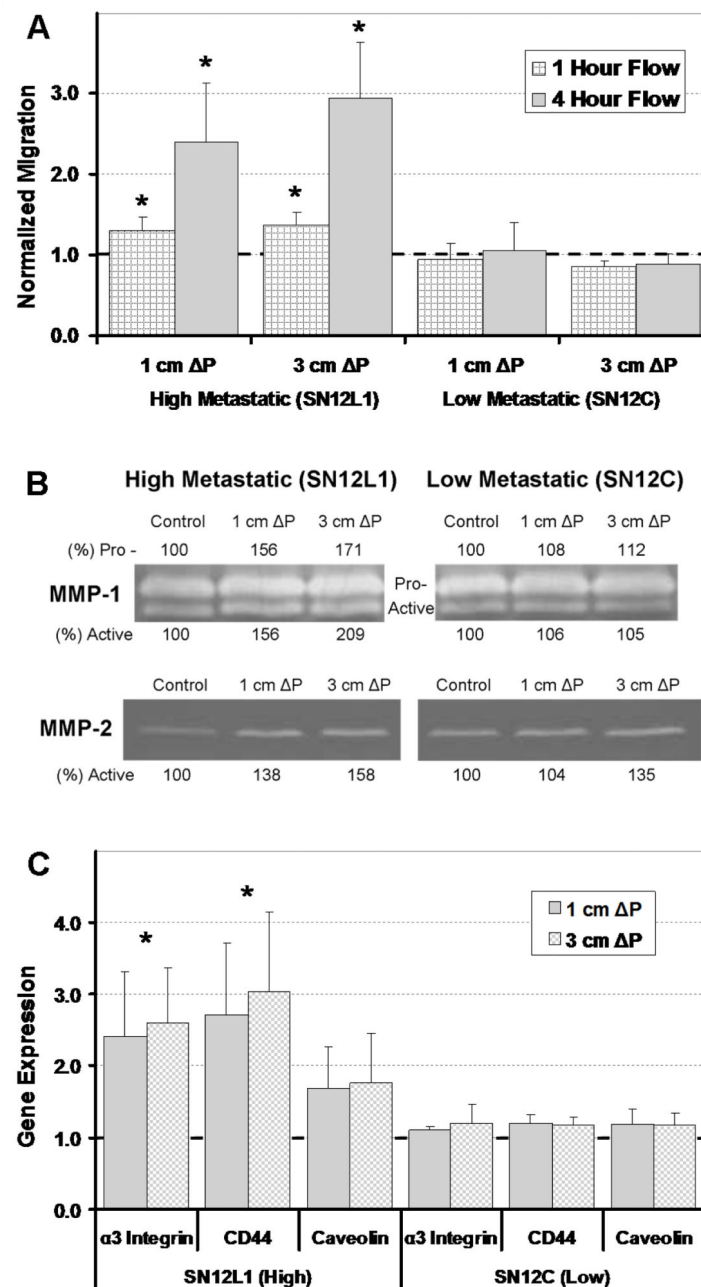 A
* * * *
1 Hour Flow
4 Hour Flow
Normalized Migration
3.0
2.0
1.0
0.0
1 cm ΔP 3 cm ΔP 1 cm ΔP 3 cm ΔP
High Metastatic (SN12L1) Low Metastatic (SN12C)
B
High Metastatic (SN12L1) Low Metastatic (SN12C)
Control 1 cm ΔP 3 cm ΔP Control 1 cm ΔP 3 cm ΔP
(%) Pro - 100 156 171 100 108 112
MMP-1 Pro-
Active
(%) Active 100 156 209 100 106 105
Control 1 cm ΔP 3 cm ΔP Control 1 cm ΔP 3 cm ΔP
MMP-2
(%) Active 100 138 158 100 104 135
C
* *
1 cm ΔP
3 cm ΔP
Gene Expression
4.0
3.0
2.0
1.0
0.0
α3 Integrin CD44 Caveolin α3 Integrin CD44 Caveolin
SN12L1 (High) SN12C (Low)